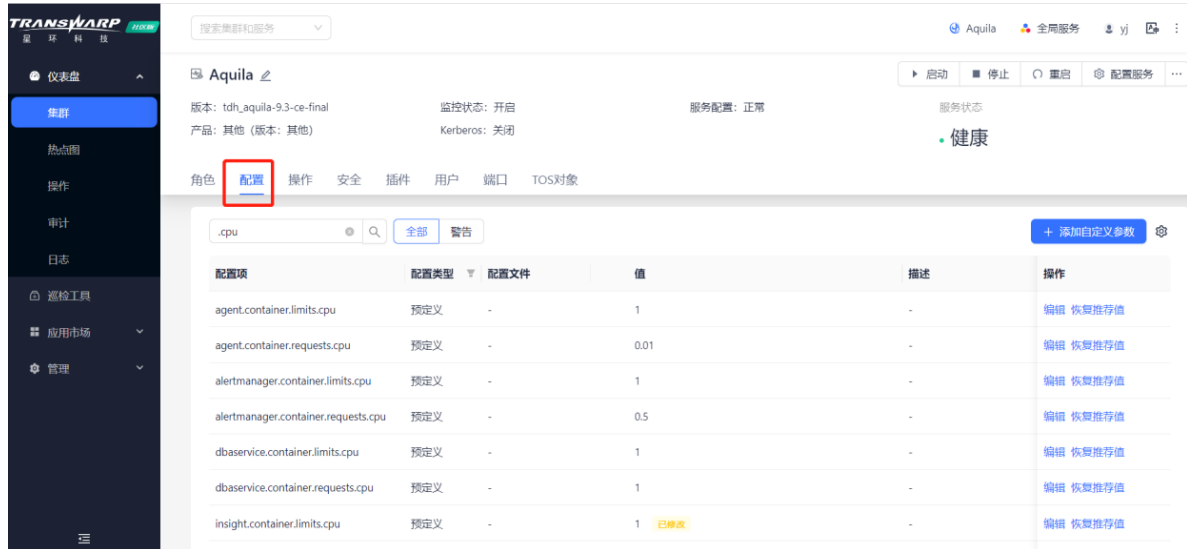 TRANSWARP 社区版
星 环 科 技
搜索集群和服务
Aquila 全局服务 yj
仪表盘
集群
热点图
操作
审计
日志
巡检工具
应用市场
管理
Aquila
启动 停止 重启 配置服务 ...
版本：tdh_aquila-9.3-ce-final 监控状态：开启 服务配置：正常 服务状态
产品：其他（版本：其他） Kerberos：关闭 健康
角色 配置 操作 安全 插件 用户 端口 TOS对象
.cpu 全部 警告 + 添加自定义参数
配置项 配置类型 配置文件 值 描述 操作
agent.container.limits.cpu 预定义 - 1 - 编辑 恢复推荐值
agent.container.requests.cpu 预定义 - 0.01 - 编辑 恢复推荐值
alertmanager.container.limits.cpu 预定义 - 1 - 编辑 恢复推荐值
alertmanager.container.requests.cpu 预定义 - 0.5 - 编辑 恢复推荐值
dbaservice.container.limits.cpu 预定义 - 1 - 编辑 恢复推荐值
dbaservice.container.requests.cpu 预定义 - 1 - 编辑 恢复推荐值
insight.container.limits.cpu 预定义 - 1 已修改 - 编辑 恢复推荐值